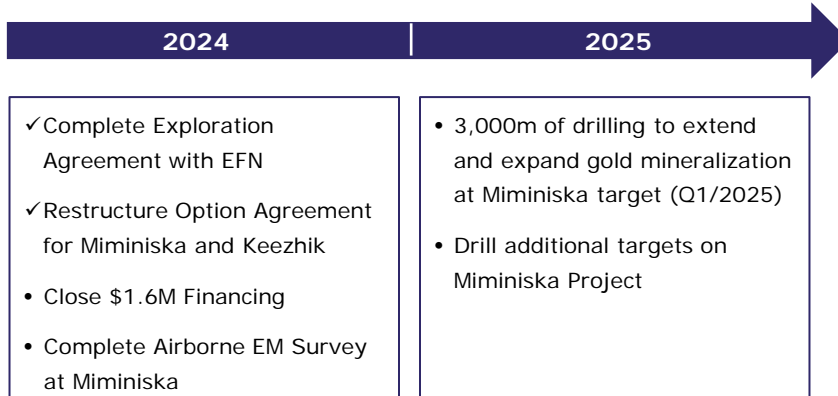 2024
2025
✓Complete Exploration
Agreement with EFN
✓Restructure Option Agreement
for Miminiska and Keezhik
• Close $1.6M Financing
• Complete Airborne EM Survey
at Miminiska
• 3,000m of drilling to extend
and expand gold mineralization
at Miminiska target (Q1/2025)
• Drill additional targets on
Miminiska Project